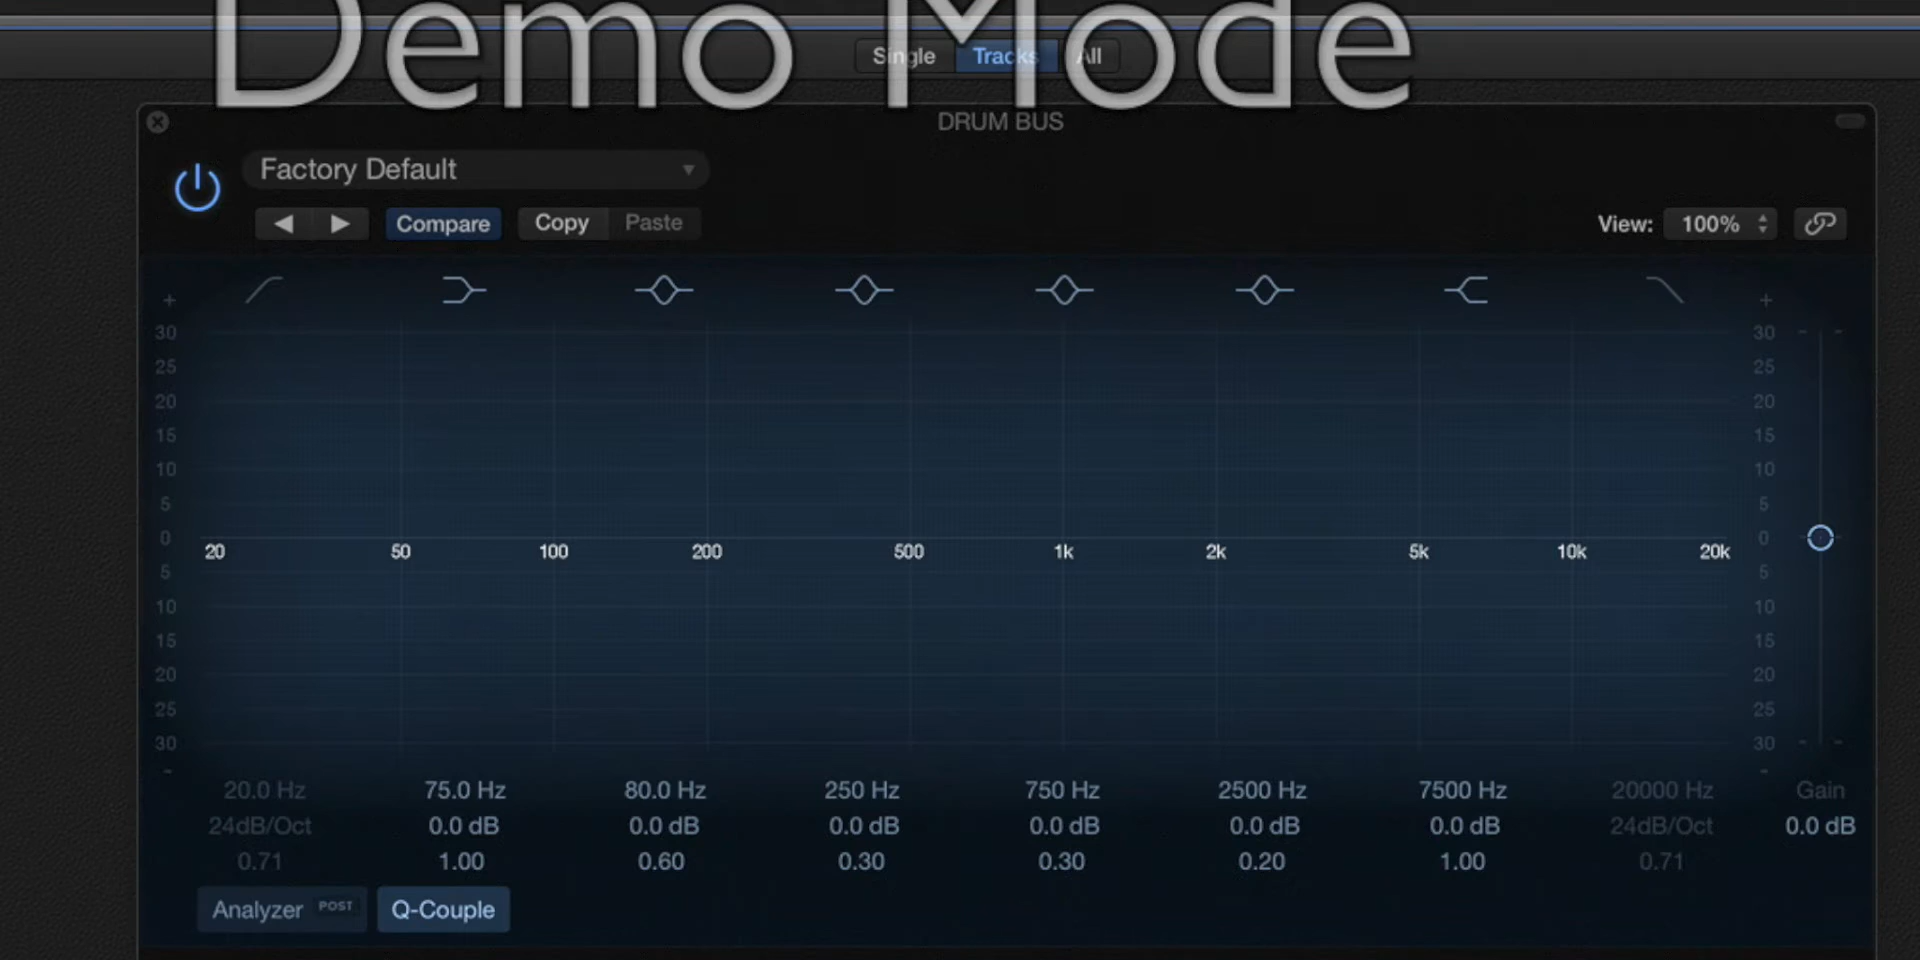 Demo Mode
Single Tracks All
DRUM BUS
Factory Default
Compare Copy Paste View: 100%
+ +
30 30
25 25
20 20
15 15
10 10
5 5
0 0
20 50 100 200 500 1k 2k 5k 10k 20k
5 5
10 10
15 15
20 20
25 25
30 30
- -
20.0 Hz 75.0 Hz 80.0 Hz 250 Hz 750 Hz 2500 Hz 7500 Hz 20000 Hz Gain
24dB/Oct 0.0 dB 0.0 dB 0.0 dB 0.0 dB 0.0 dB 0.0 dB 24dB/Oct 0.0 dB
0.71 1.00 0.60 0.30 0.30 0.20 1.00 0.71
Analyzer POST Q-Couple